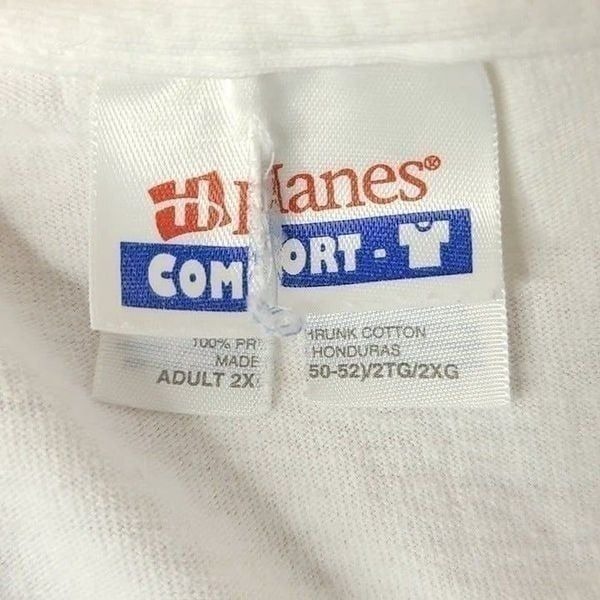 Hanes®
COM ORT-
100% PR HRUNK COTTON
MADE HONDURAS
ADULT 2X 50-52)/2TG/2XG